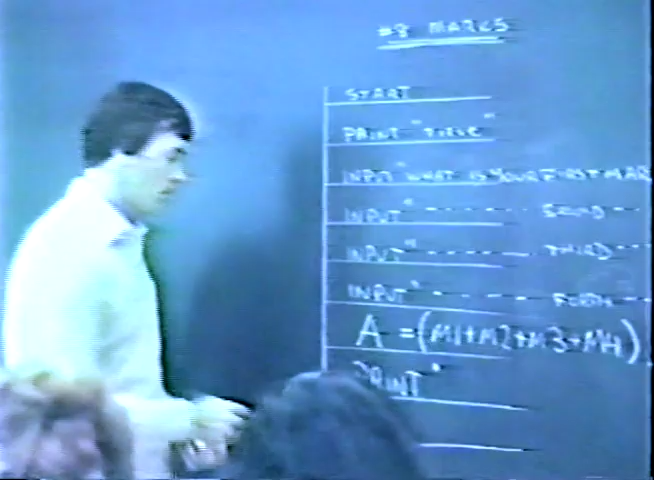 #8 MARKS
START
PRINT "TITLE"
INPUT "WHAT IS YOUR FIRST MAR
INPUT" - - - - - - SECOND - - -
INPUT" - - - - - - THIRD - - - -
INPUT" - - - - - - FORTH - - - -
A = (M1+M2+M3+M4)
PRINT "